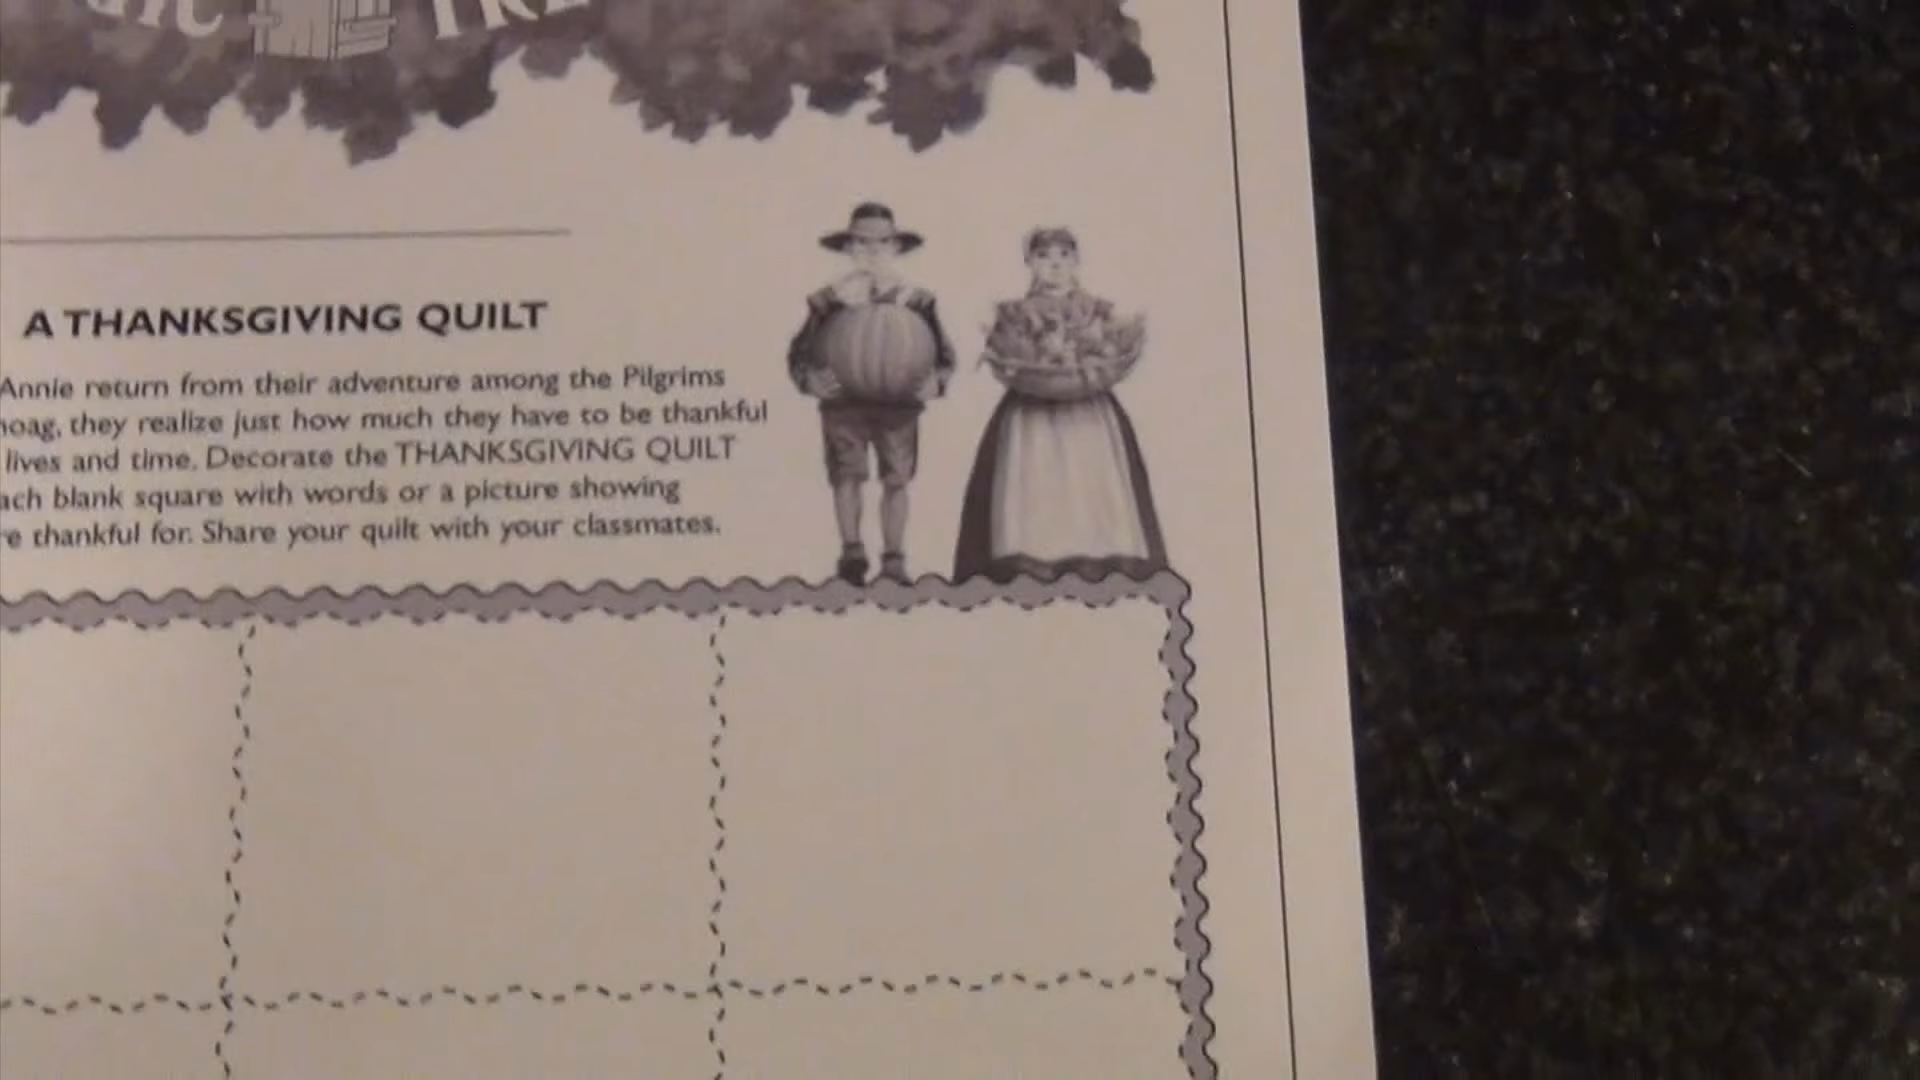 A THANKSGIVING QUILT
Annie return from their adventure among the Pilgrims
noag, they realize just how much they have to be thankful
lives and time. Decorate the THANKSGIVING QUILT
ach blank square with words or a picture showing
re thankful for. Share your quilt with your classmates.